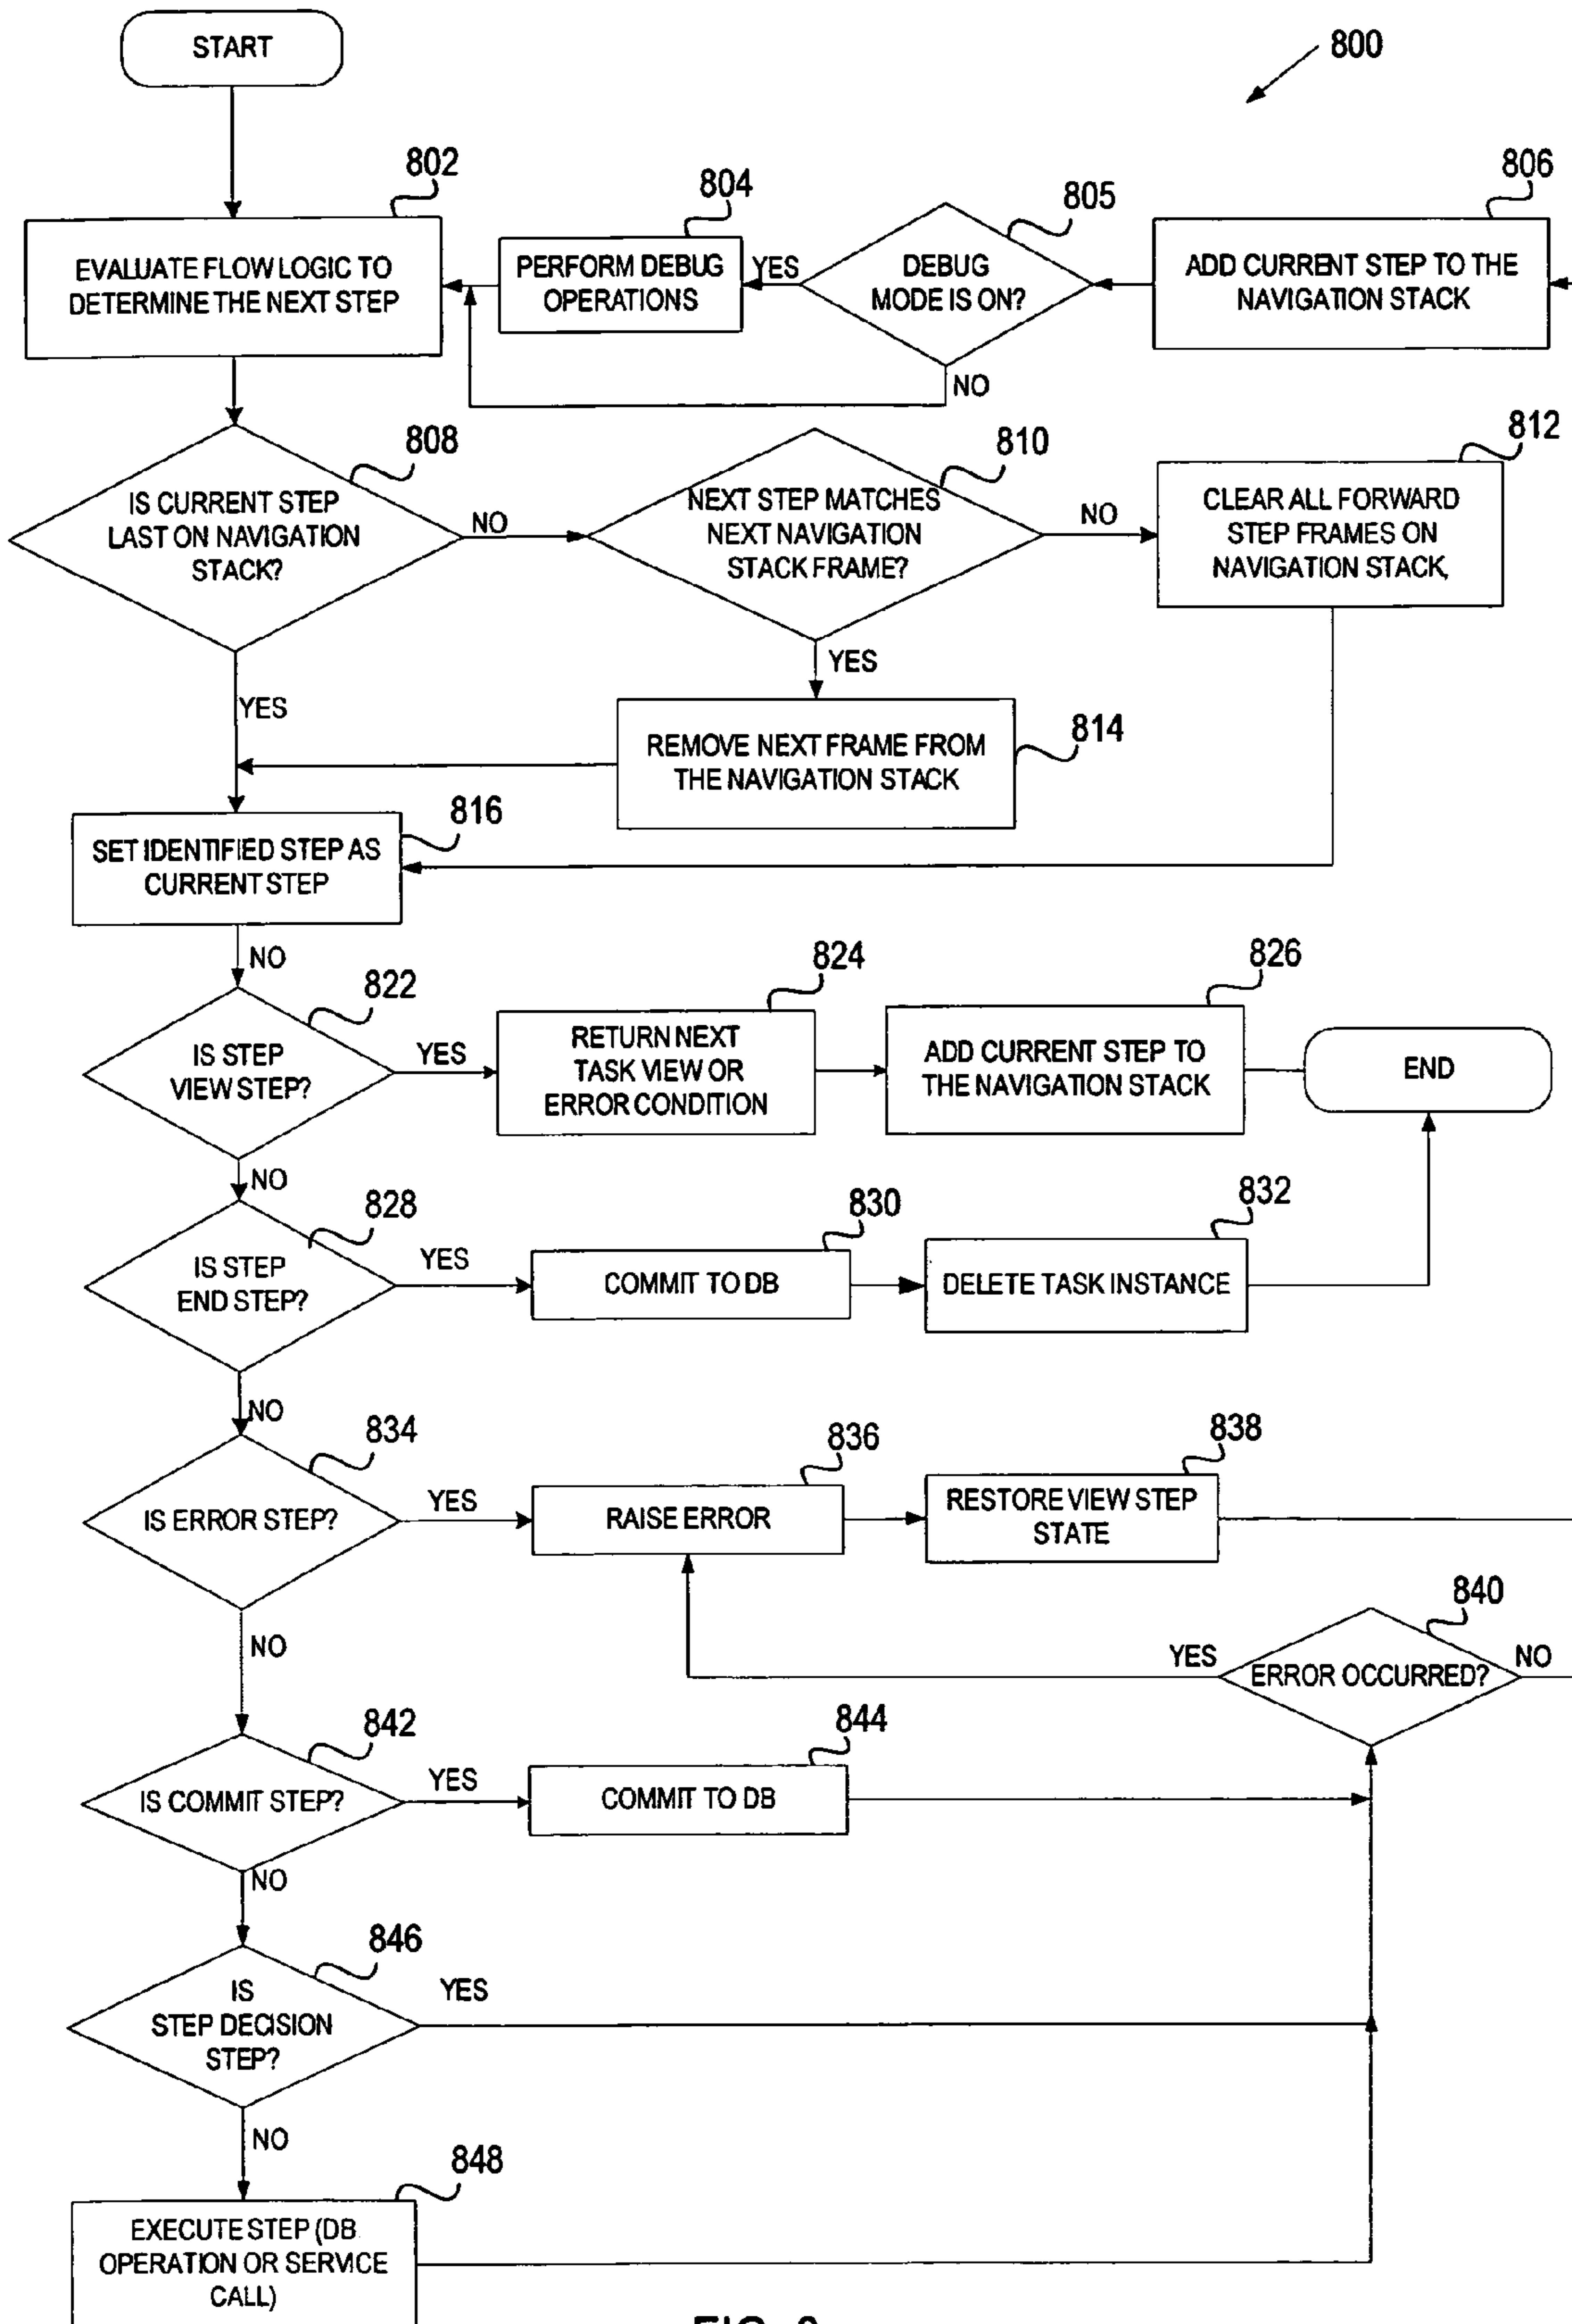 START
800
802
804
805
806
EVALUATE FLOW LOGIC TO
DETERMINE THE NEXT STEP
PERFORM DEBUG
OPERATIONS
YES
DEBUG
MODE IS ON?
NO
ADD CURRENT STEP TO THE
NAVIGATION STACK
808
IS CURRENT STEP
LAST ON NAVIGATION
STACK?
NO
YES
810
NEXT STEP MATCHES
NEXT NAVIGATION
STACK FRAME?
NO
YES
812
CLEAR ALL FORWARD
STEP FRAMES ON
NAVIGATION STACK,
814
REMOVE NEXT FRAME FROM
THE NAVIGATION STACK
816
SET IDENTIFIED STEP AS
CURRENT STEP
NO
822
IS STEP
VIEW STEP?
YES
NO
824
RETURN NEXT
TASK VIEW OR
ERROR CONDITION
826
ADD CURRENT STEP TO
THE NAVIGATION STACK
END
828
IS STEP
END STEP?
YES
NO
830
COMMIT TO DB
832
DELETE TASK INSTANCE
834
IS ERROR STEP?
YES
NO
836
RAISE ERROR
838
RESTORE VIEW STEP
STATE
840
YES
ERROR OCCURRED?
NO
842
IS COMMIT STEP?
YES
NO
844
COMMIT TO DB
846
IS
STEP DECISION
STEP?
YES
NO
848
EXECUTE STEP (DB
OPERATION OR SERVICE
CALL)